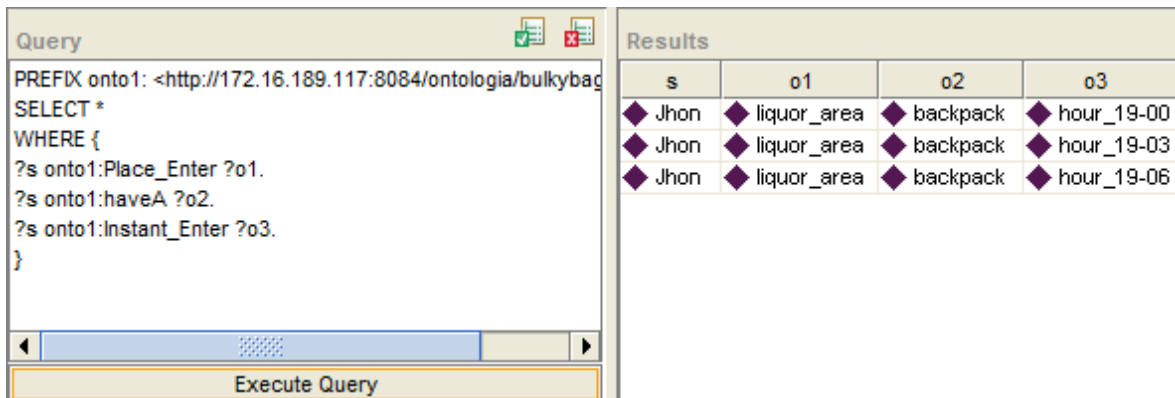 Query
PREFIX onto1: <http://172.16.189.117:8084/ontologia/bulkybag
SELECT *
WHERE {
?s onto1:Place_Enter ?o1.
?s onto1:haveA ?o2.
?s onto1:Instant_Enter ?o3.
}
Execute Query
Results
s o1 o2 o3
Jhon liquor_area backpack hour_19-00
Jhon liquor_area backpack hour_19-03
Jhon liquor_area backpack hour_19-06